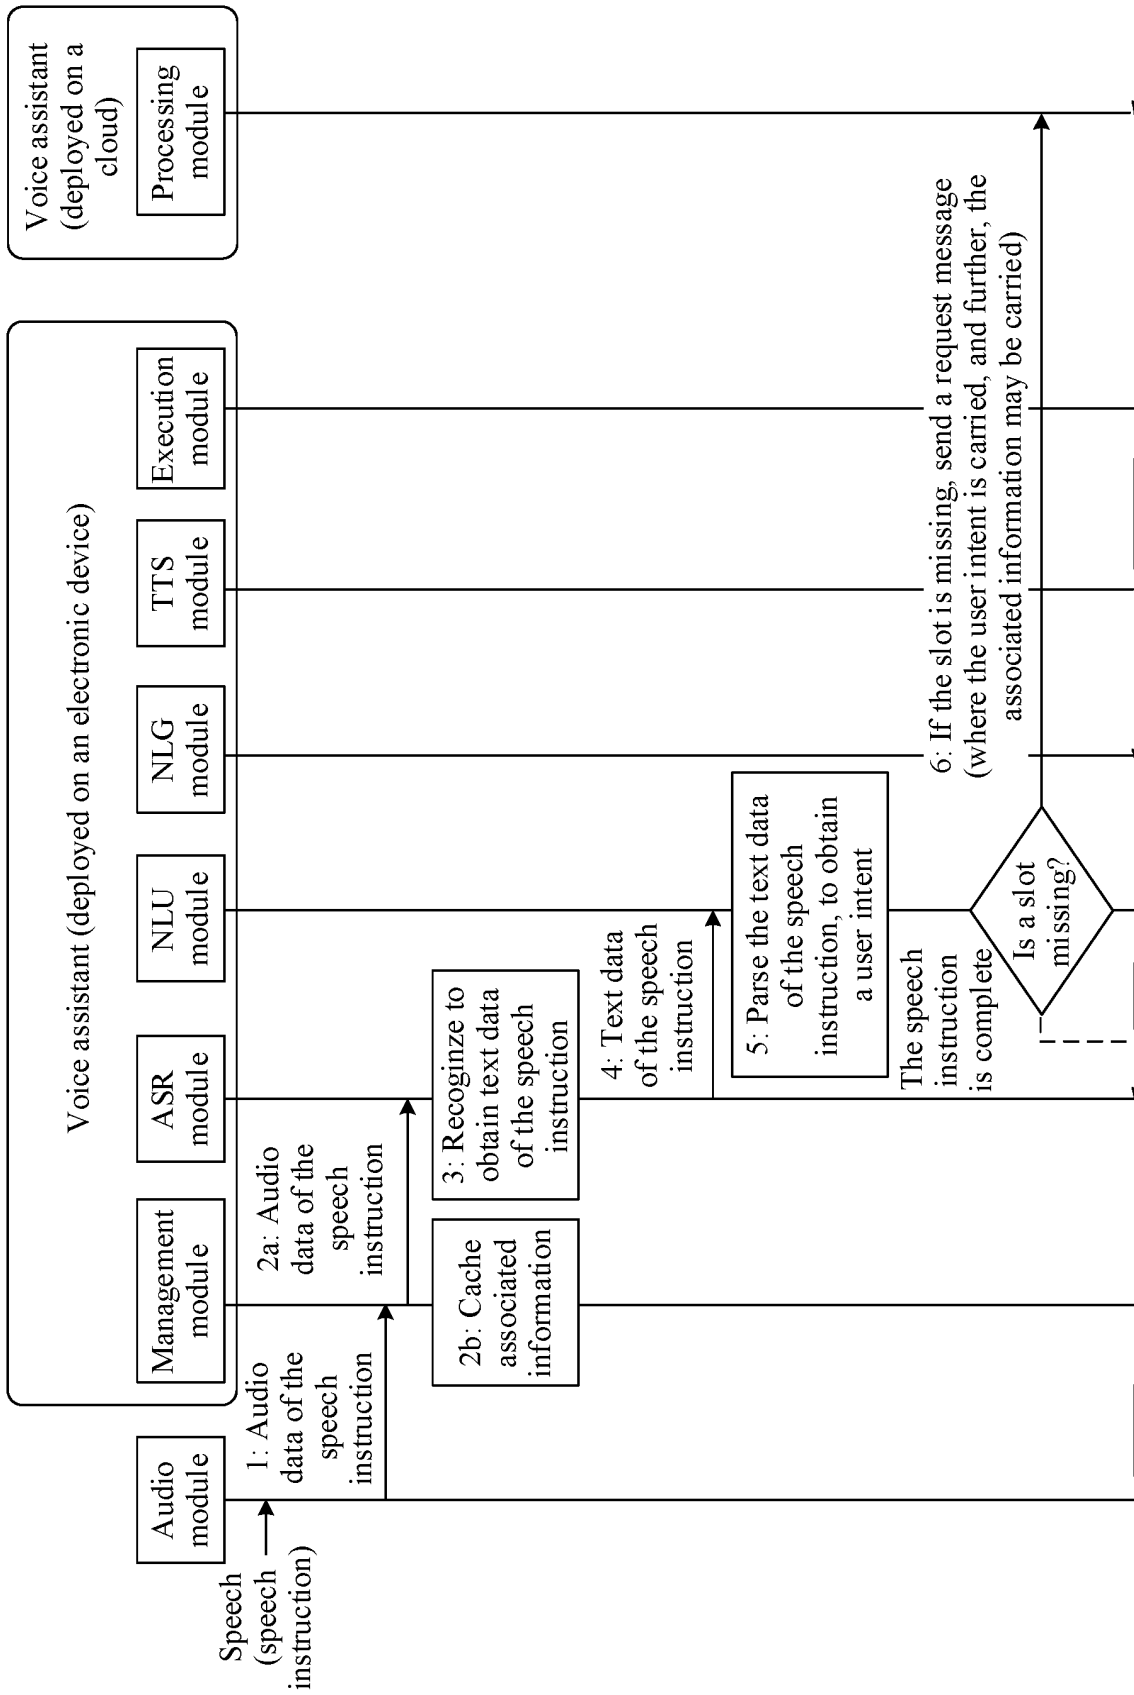 Voice assistant (deployed on an electronic device)
Voice assistant
(deployed on a
cloud)
Audio
module
Management
module
ASR
module
NLU
module
NLG
module
TTS
module
Execution
module
Processing
module
Speech
(speech
instruction)
1: Audio
data of the
speech
instruction
2a: Audio
data of the
speech
instruction
2b: Cache
associated
information
3: Recoginze to
obtain text data
of the speech
instruction
4: Text data
of the speech
instruction
5: Parse the text data
of the speech
instruction, to obtain
a user intent
The speech
instruction
is complete
Is a slot
missing?
6: If the slot is missing, send a request message
(where the user intent is carried, and further, the
associated information may be carried)